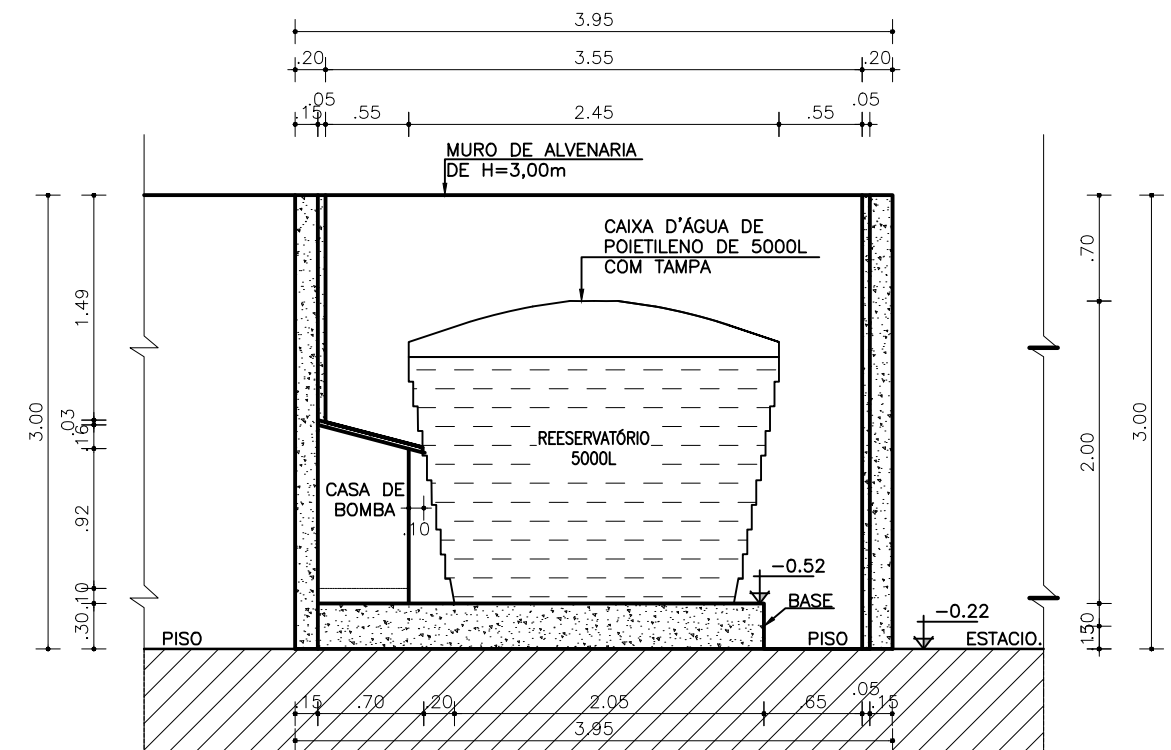 3.95
.20
3.55
.20
.15
.05
.55
2.45
.55
.05
MURO DE ALVENARIA
DE H=3,00m
CAIXA D'ÁGUA DE
POIETILENO DE 5000L
COM TAMPA
.70
1.49
3.00
.03
.16
3.00
2.00
REESERVATÓRIO
5000L
CASA DE
BOMBA
.92
.10
-0.52
BASE
-0.22
.10
.30
PISO
PISO
ESTACIO.
.15
.70
.20
2.05
.65
.05
.15
3.95